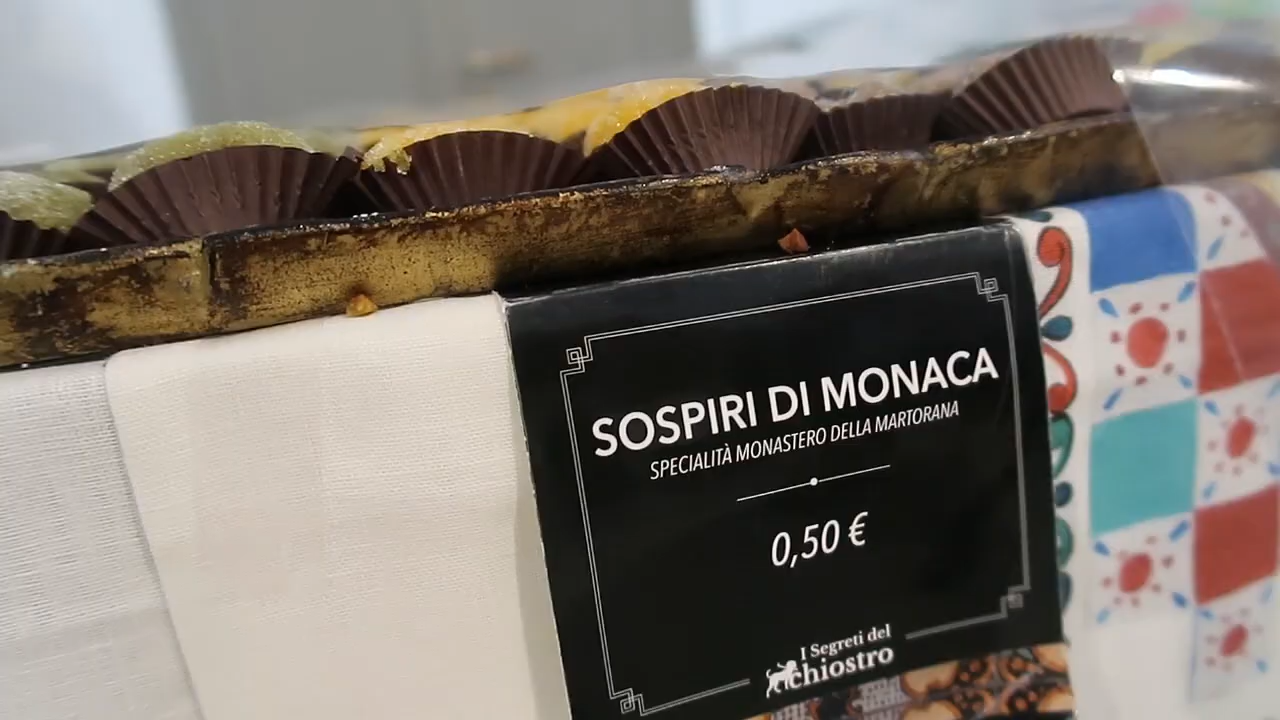 SOSPIRI DI MONACA
SPECIALITÀ MONASTERO DELLA MARTORANA
0,50 €
I Segreti del
chiostro